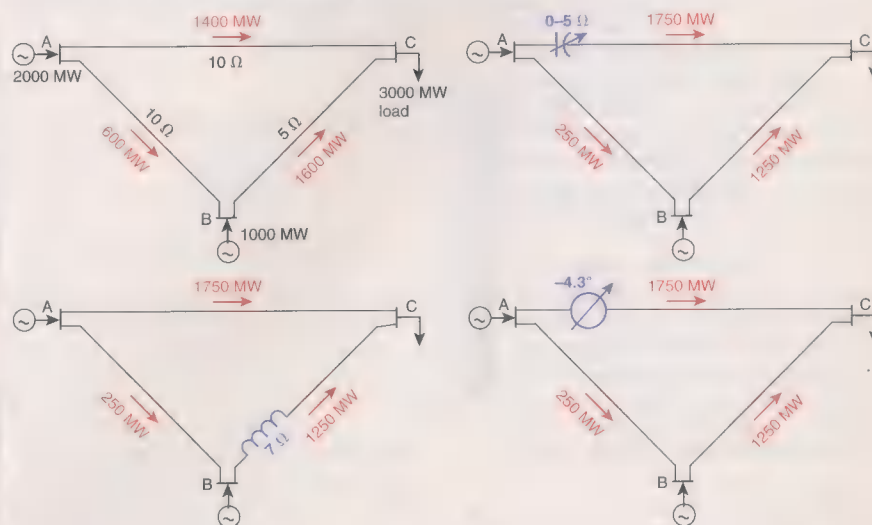 1400 MW
A
C
2000 MW
10 Ω
3000 MW
load
10 Ω
600 MW
5 Ω
1600 MW
B
1000 MW
0–5 Ω
1750 MW
A
C
250 MW
1250 MW
B
1750 MW
A
C
250 MW
7 Ω
1250 MW
B
–4.3°
1750 MW
A
C
250 MW
1250 MW
B